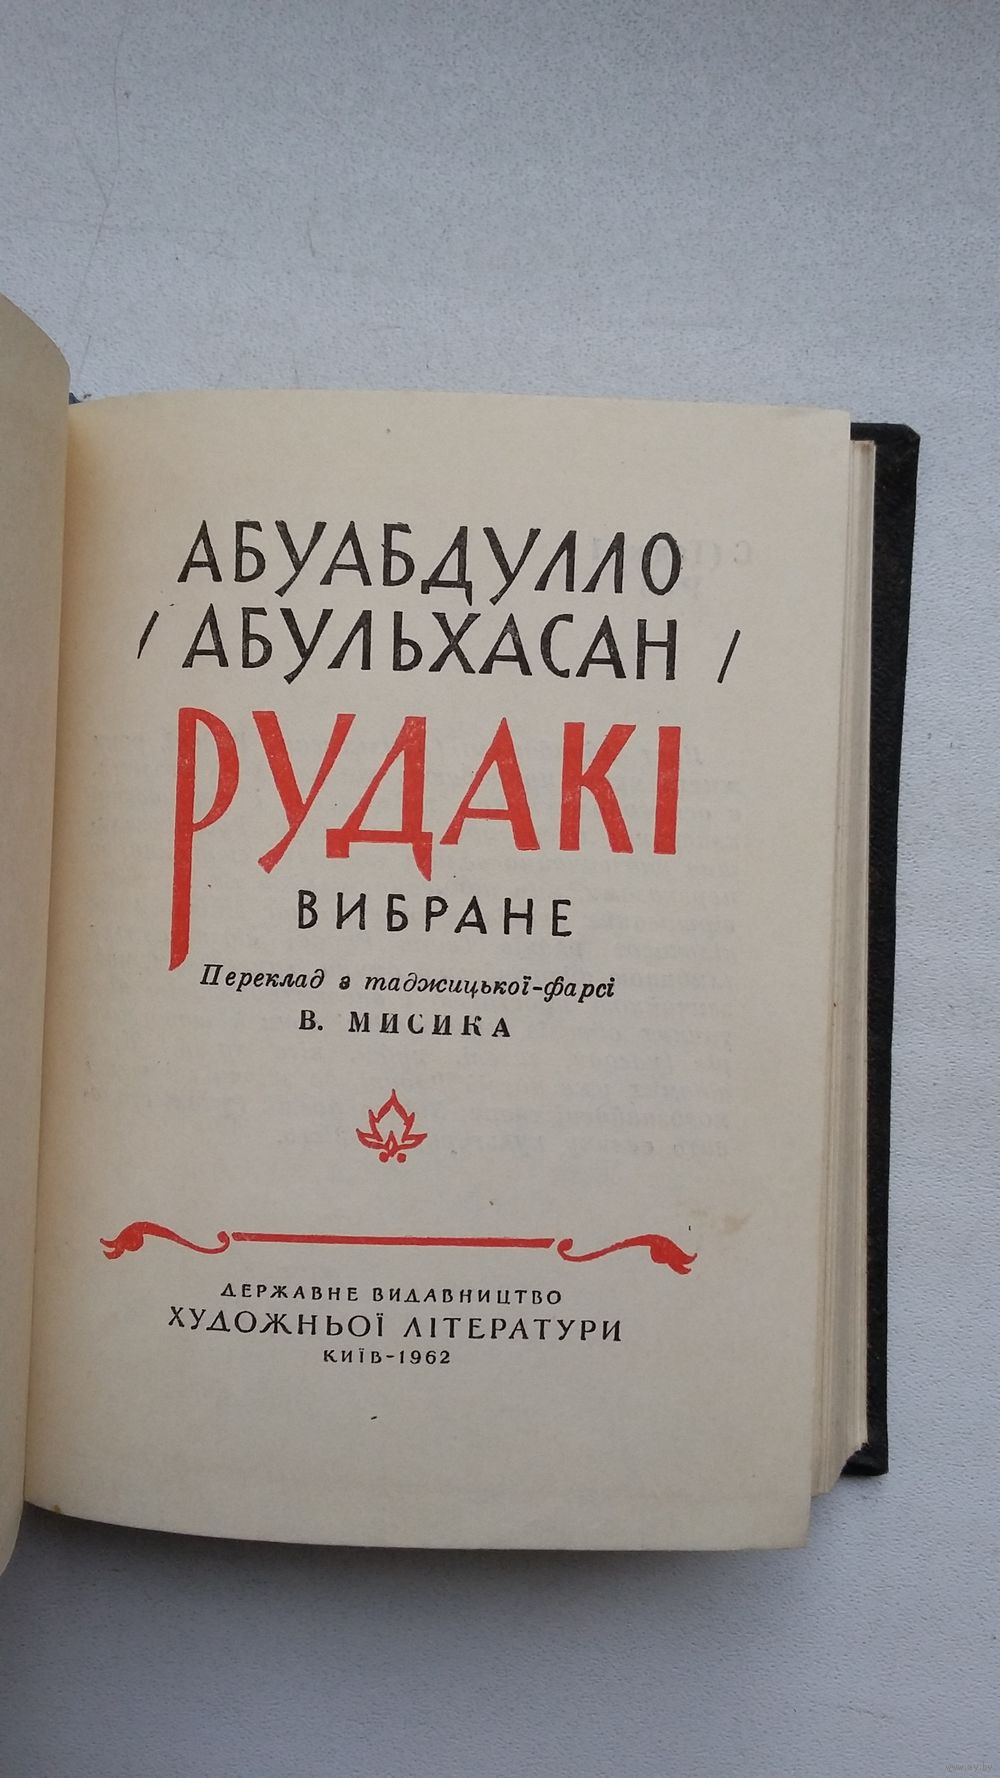 АБУАБДУЛЛО
/ АБУЛЬХАСАН /
РУДАКІ
ВИБРАНЕ
Переклад з таджицької-фарсі
В. МИСИКА
ДЕРЖАВНЕ ВИДАВНИЦТВО
ХУДОЖНЬОЇ ЛІТЕРАТУРИ
КИЇВ-1962